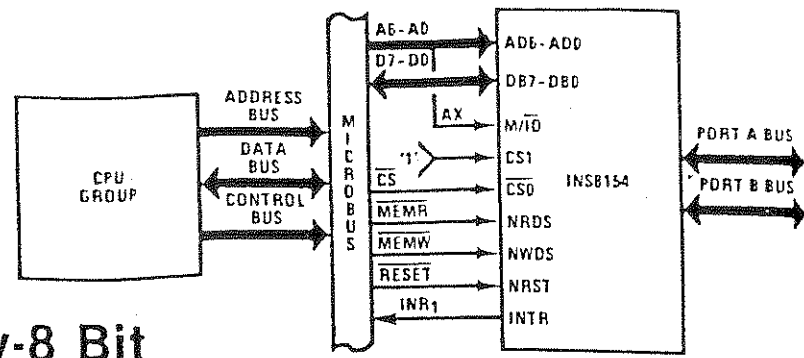 CPU
GROUP
ADDRESS
BUS
DATA
BUS
CONTROL
BUS
MICROBUS
A6-A0
D7-D0
AX
"1"
CS
MEMR
MEMW
RESET
INR1
AD6-AD0
DB7-DB0
M/IO
CS1
CS0
NRDS
NWDS
NRST
INTR
INS8154
PORT A BUS
PORT B BUS
-8 Bit